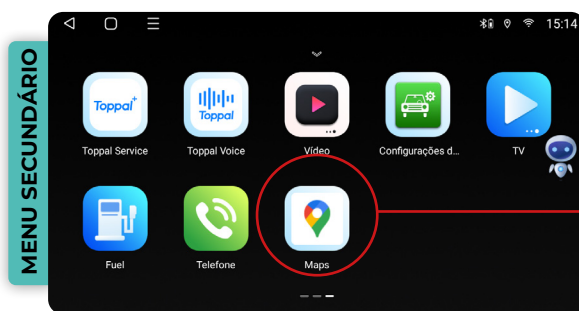 MENU SECUNDÁRIO
15:14
Toppal+
Toppal
Toppal Service
Toppal Voice
Vídeo
Configurações d...
TV
Fuel
Telefone
Maps